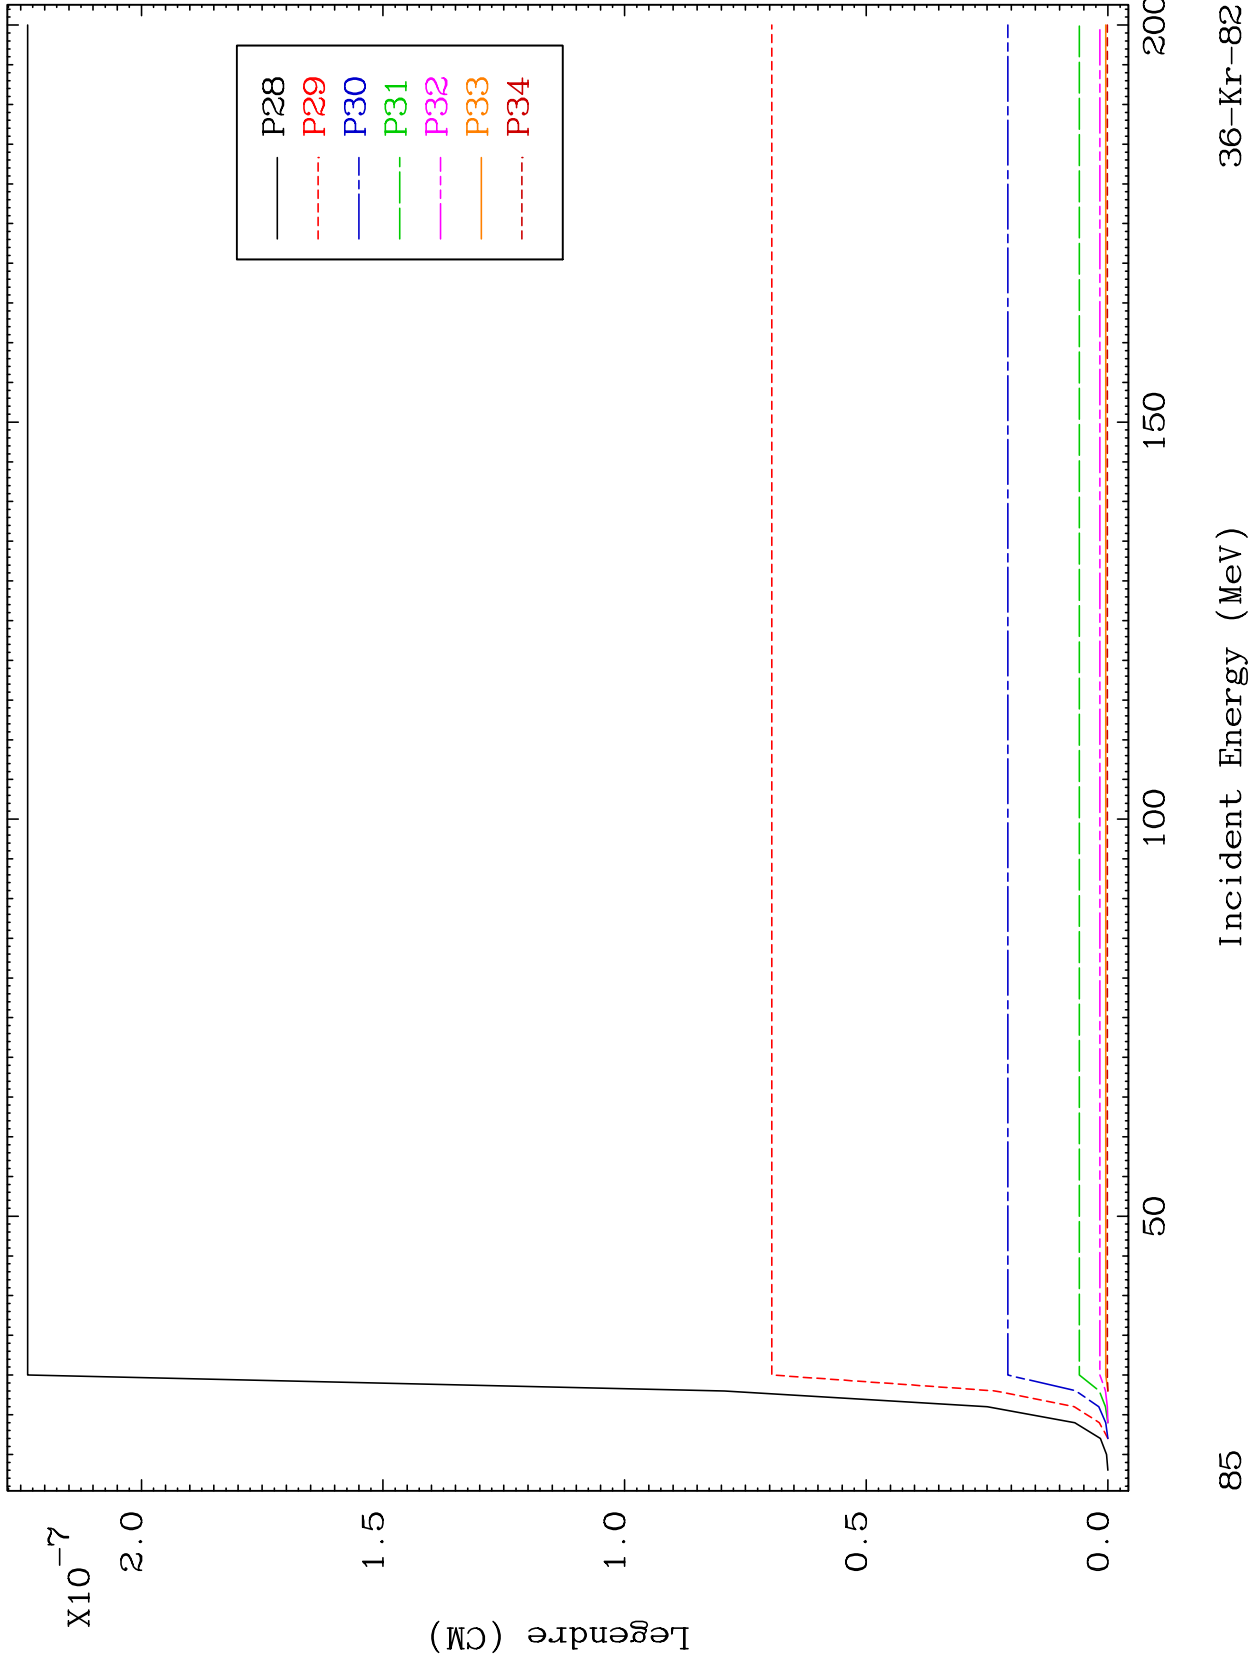 X10-7
2.0
1.5
1.0
0.5
0.0
Legendre (CM)
P28
P29
P30
P31
P32
P33
P34
50
100
150
200
Incident Energy (MeV)
85
36-Kr-82